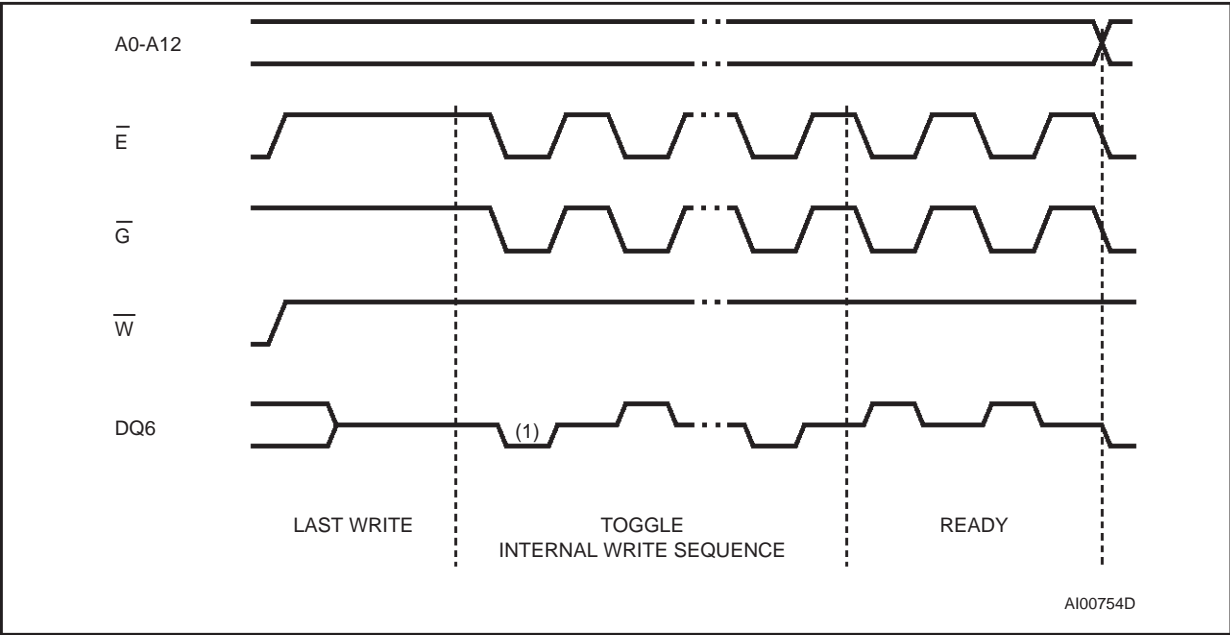 A0-A12
E̅
G̅
W̅
DQ6
(1)
LAST WRITE
TOGGLE
INTERNAL WRITE SEQUENCE
READY
AI00754D